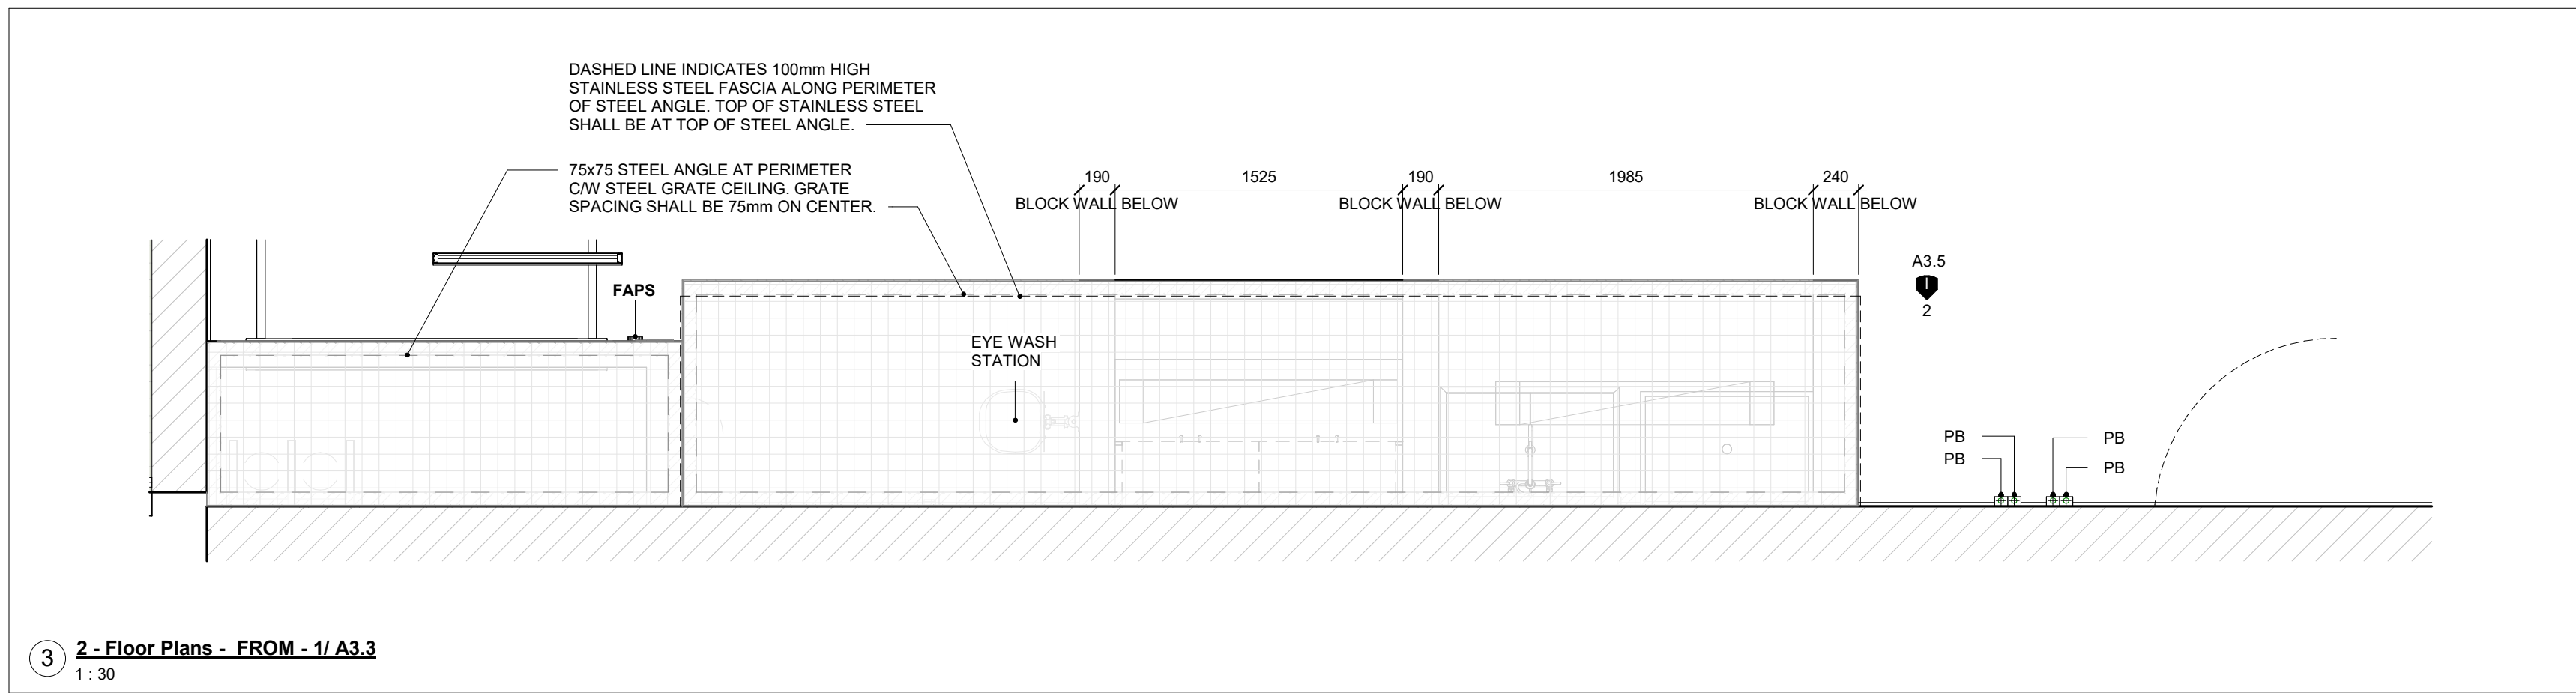 DASHED LINE INDICATES 100mm HIGH
STAINLESS STEEL FASCIA ALONG PERIMETER
OF STEEL ANGLE. TOP OF STAINLESS STEEL
SHALL BE AT TOP OF STEEL ANGLE.
75x75 STEEL ANGLE AT PERIMETER
C/W STEEL GRATE CEILING. GRATE
SPACING SHALL BE 75mm ON CENTER.
190 1525 190 1985 240
BLOCK WALL BELOW BLOCK WALL BELOW BLOCK WALL BELOW
A3.5
1
2
FAPS
EYE WASH
STATION
PB PB
PB PB
3 2 - Floor Plans - FROM - 1/ A3.3
1 : 30